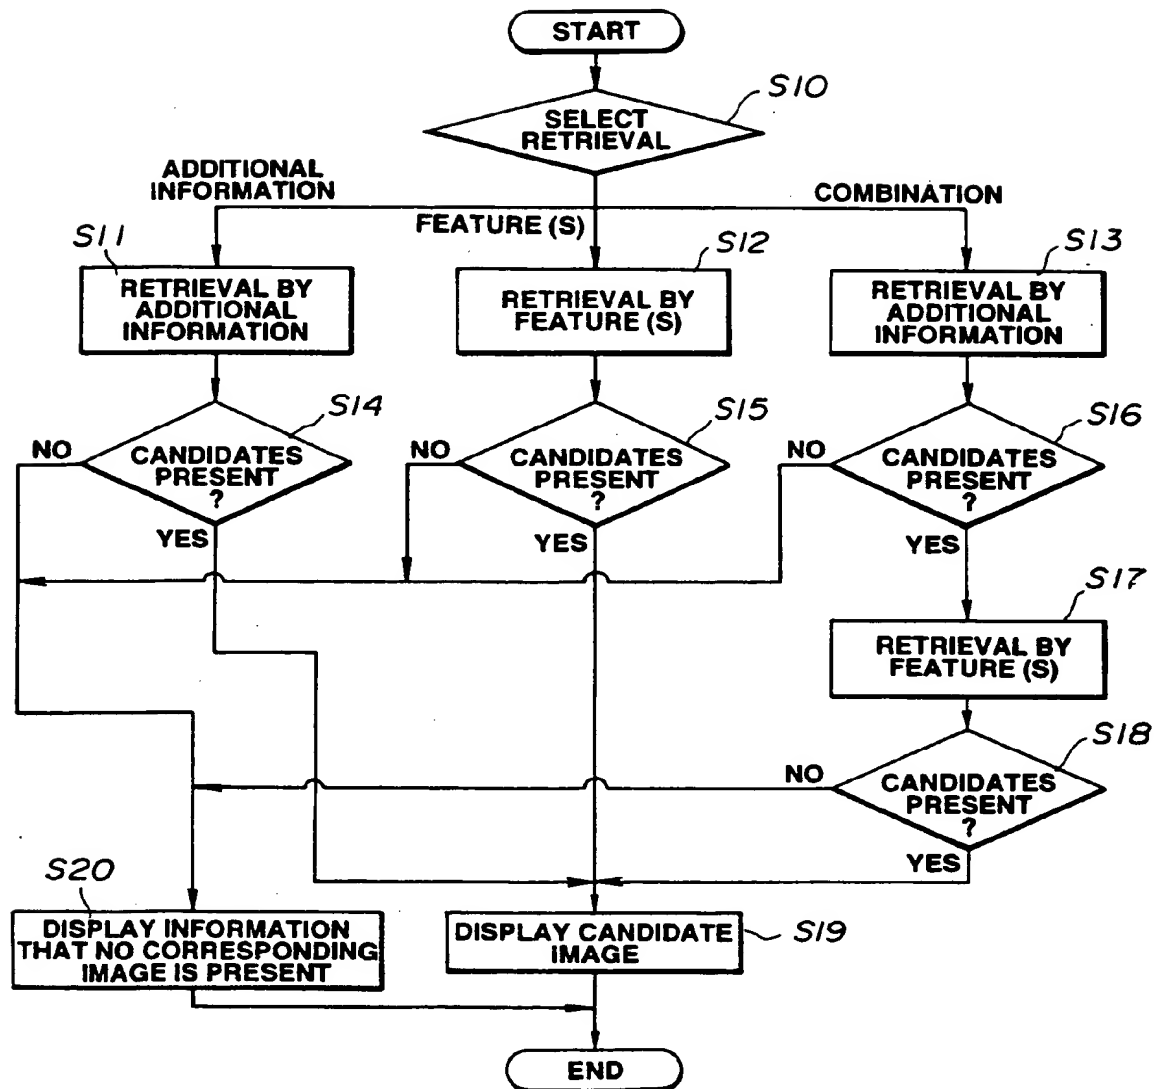 START
S10
SELECT
RETRIEVAL
ADDITIONAL
INFORMATION
FEATURE (S)
COMBINATION
S11
RETRIEVAL BY
ADDITIONAL
INFORMATION
S12
RETRIEVAL BY
FEATURE (S)
S13
RETRIEVAL BY
ADDITIONAL
INFORMATION
S14
NO
CANDIDATES
PRESENT
?
YES
S15
NO
CANDIDATES
PRESENT
?
YES
S16
NO
CANDIDATES
PRESENT
?
YES
S17
RETRIEVAL BY
FEATURE (S)
S18
NO
CANDIDATES
PRESENT
?
YES
S20
DISPLAY INFORMATION
THAT NO CORRESPONDING
IMAGE IS PRESENT
DISPLAY CANDIDATE
IMAGE
S19
END